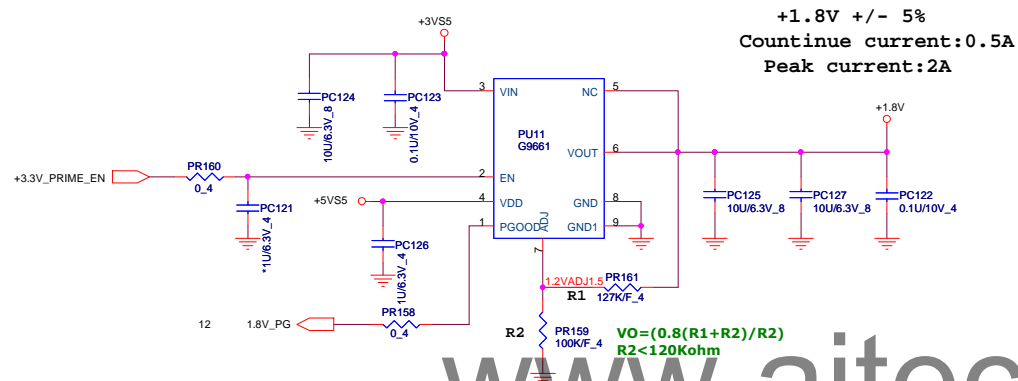 +1.8V +/- 5%
Countinue current:0.5A
Peak current:2A
+3VS5
PC124
10U/6.3V_8
PC123
0.1U/10V_4
3 VIN
NC 5
PU11
G9661
+1.8V
VOUT 6
+3.3V_PRIME_EN
PR160
0_4
2 EN
PC121
*1U/6.3V_4
+5VS5
4 VDD
GND 8
1 PGOOD
ADJ
GND1 9
7
PC125
10U/6.3V_8
PC127
10U/6.3V_8
PC122
0.1U/10V_4
PC126
1U/6.3V_4
1.2VADJ1.5
R1
PR161
127K/F_4
12
1.8V_PG
PR158
0_4
R2
PR159
100K/F_4
VO=(0.8(R1+R2)/R2)
R2<120Kohm
www.aitec